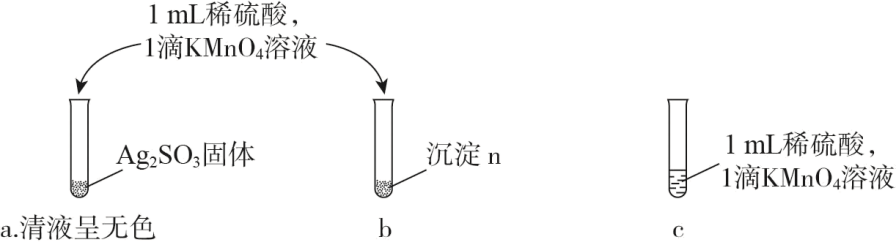 1 mL稀硫酸，
1滴KMnO₄溶液
Ag₂SO₃固体
沉淀 n
1 mL稀硫酸，
1滴KMnO₄溶液
a.清液呈无色
b
c